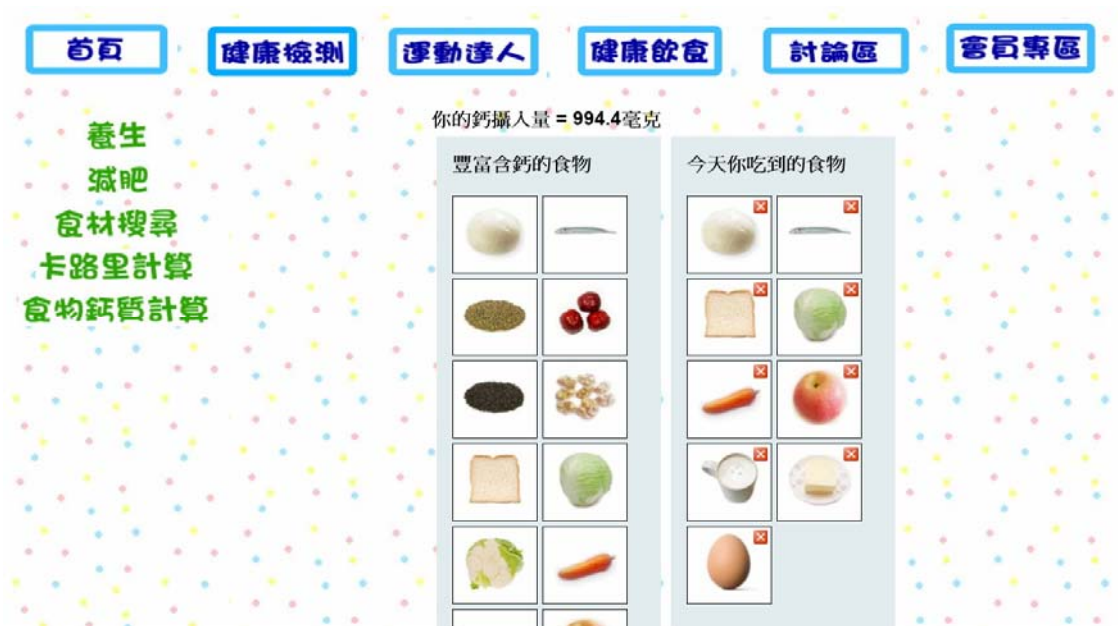 首頁
健康檢測
運動達人
健康飲食
討論區
會員專區
養生
減肥
食材搜尋
卡路里計算
食物鈣質計算
你的鈣攝入量 = 994.4毫克
豐富含鈣的食物
今天你吃到的食物